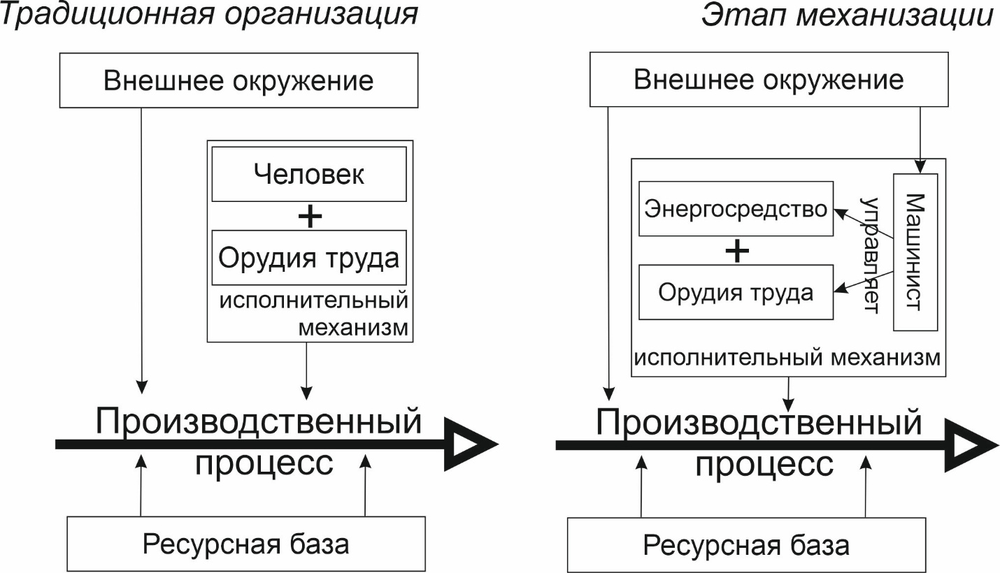 Традиционная организация
Внешнее окружение
Человек
+
Орудия труда
исполнительный
механизм
Производственный
процесс
Ресурсная база
Этап механизации
Внешнее окружение
Энергосредство
+
Орудия труда
управляет
Машинист
исполнительный механизм
Производственный
процесс
Ресурсная база